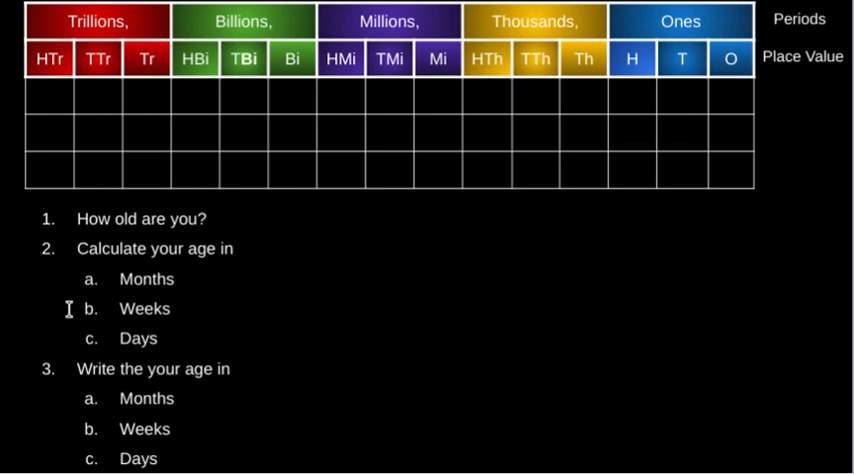 Trillions, Billions, Millions, Thousands, Ones Periods
HTr TTr Tr HBi TBi Bi HMi TMi Mi HTh TTh Th H T O Place Value
1. How old are you?
2. Calculate your age in
a. Months
b. Weeks
c. Days
3. Write the your age in
a. Months
b. Weeks
c. Days